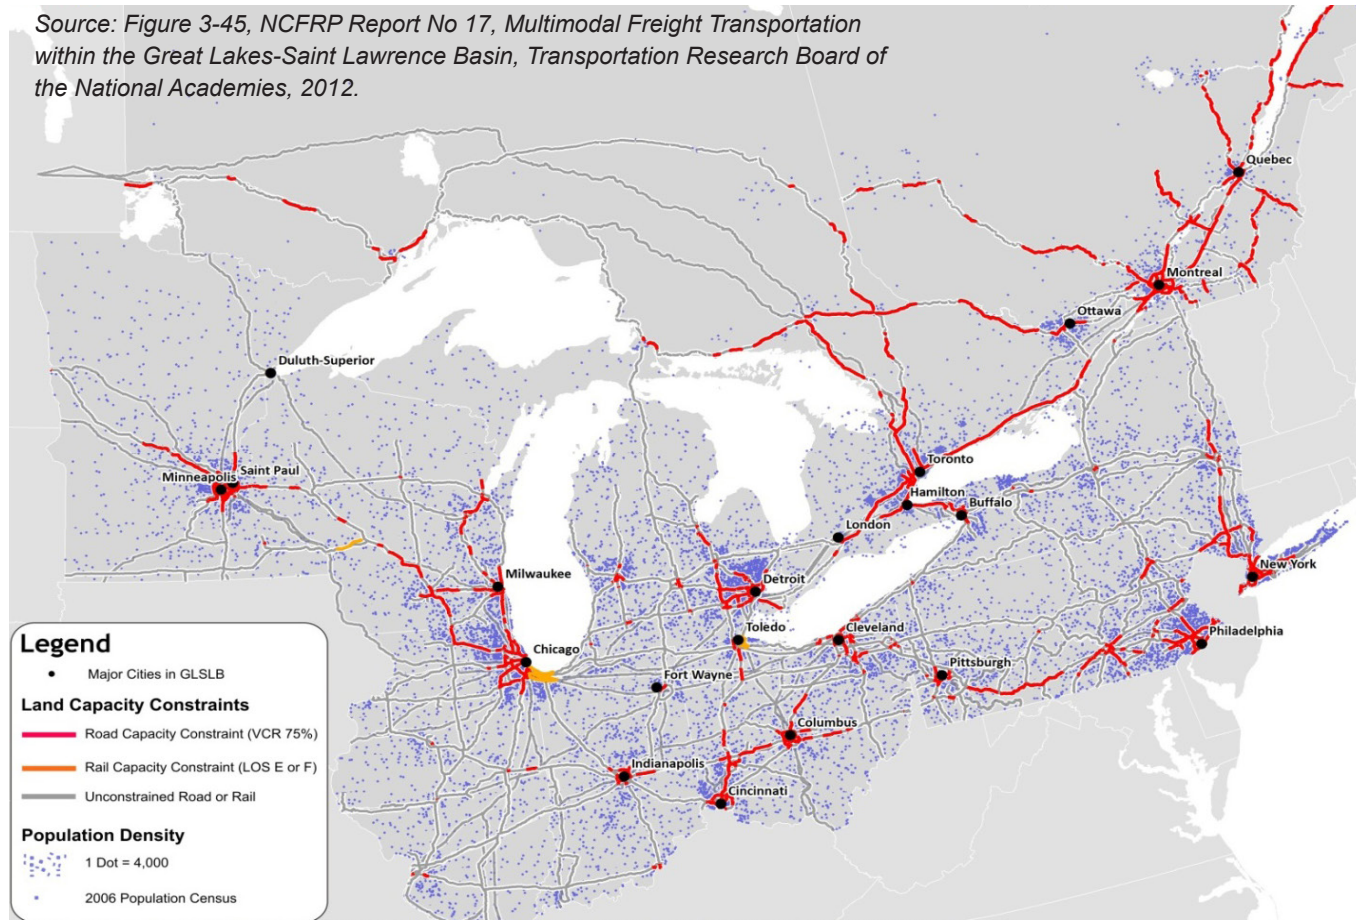 Source: Figure 3-45, NCFRP Report No 17, Multimodal Freight Transportation
within the Great Lakes-Saint Lawrence Basin, Transportation Research Board of
the National Academies, 2012.
Quebec
Montreal
Ottawa
Duluth-Superior
Toronto
Saint Paul
Minneapolis
Hamilton
Buffalo
London
New York
Milwaukee
Detroit
Toledo
Cleveland
Philadelphia
Chicago
Pittsburgh
Fort Wayne
Columbus
Indianapolis
Cincinnati
Legend
Major Cities in GLSLB
Land Capacity Constraints
Road Capacity Constraint (VCR 75%)
Rail Capacity Constraint (LOS E or F)
Unconstrained Road or Rail
Population Density
1 Dot = 4,000
2006 Population Census